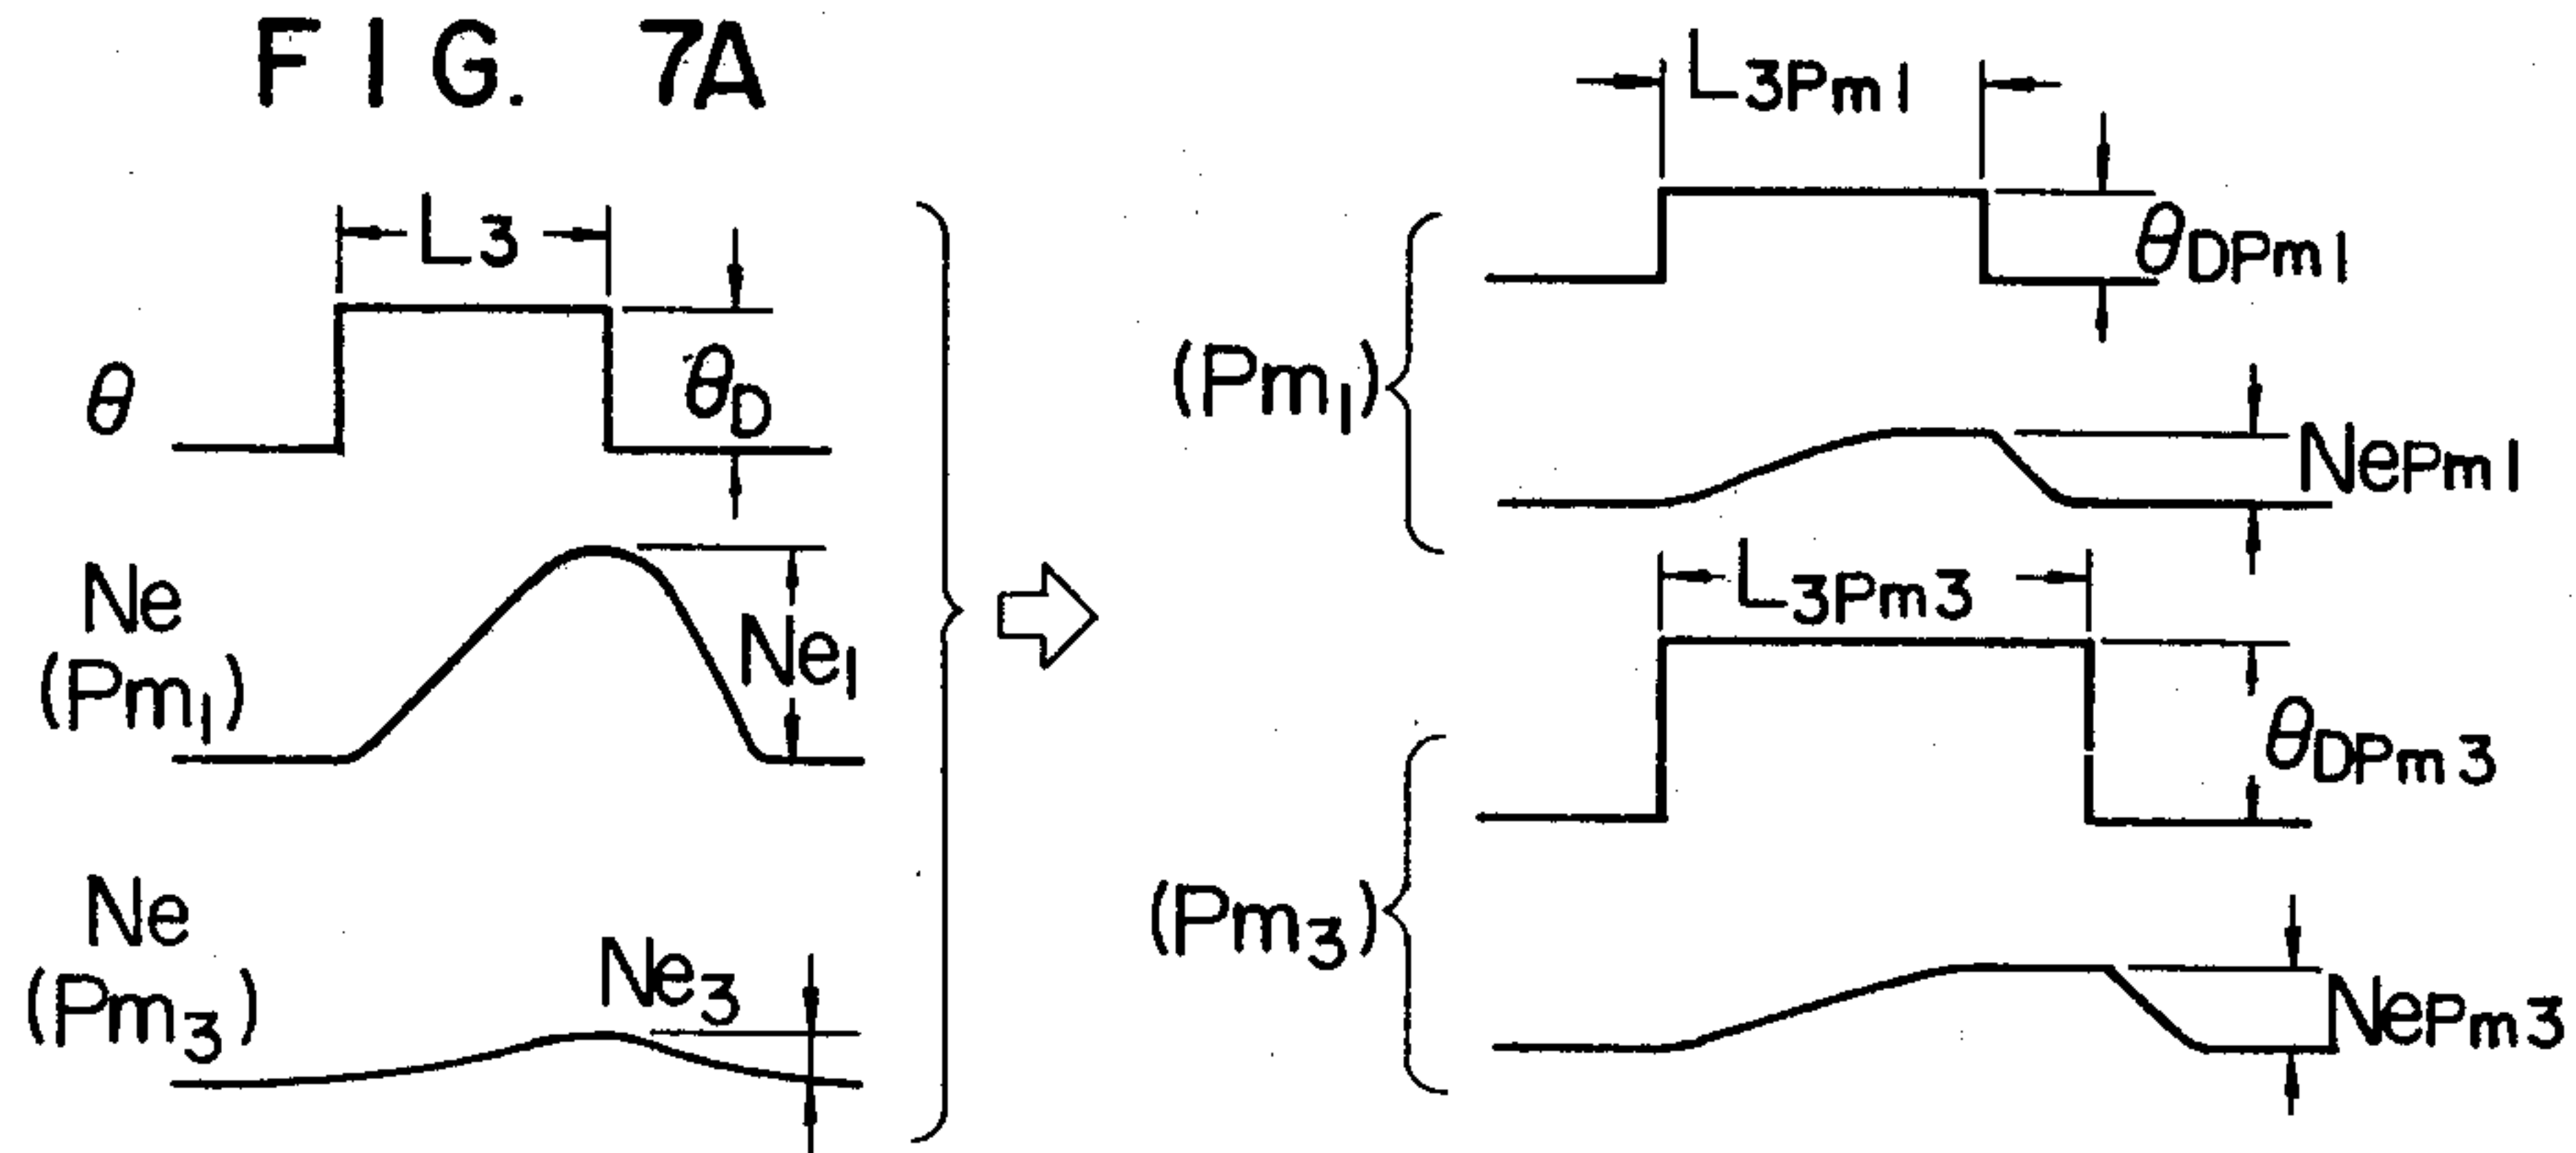 FIG. 7A
L3
θ
θD
Ne
(Pm1)
Ne1
Ne
(Pm3)
Ne3
(Pm1)
L3Pm1
θDPm1
NePm1
(Pm3)
L3Pm3
θDPm3
NePm3